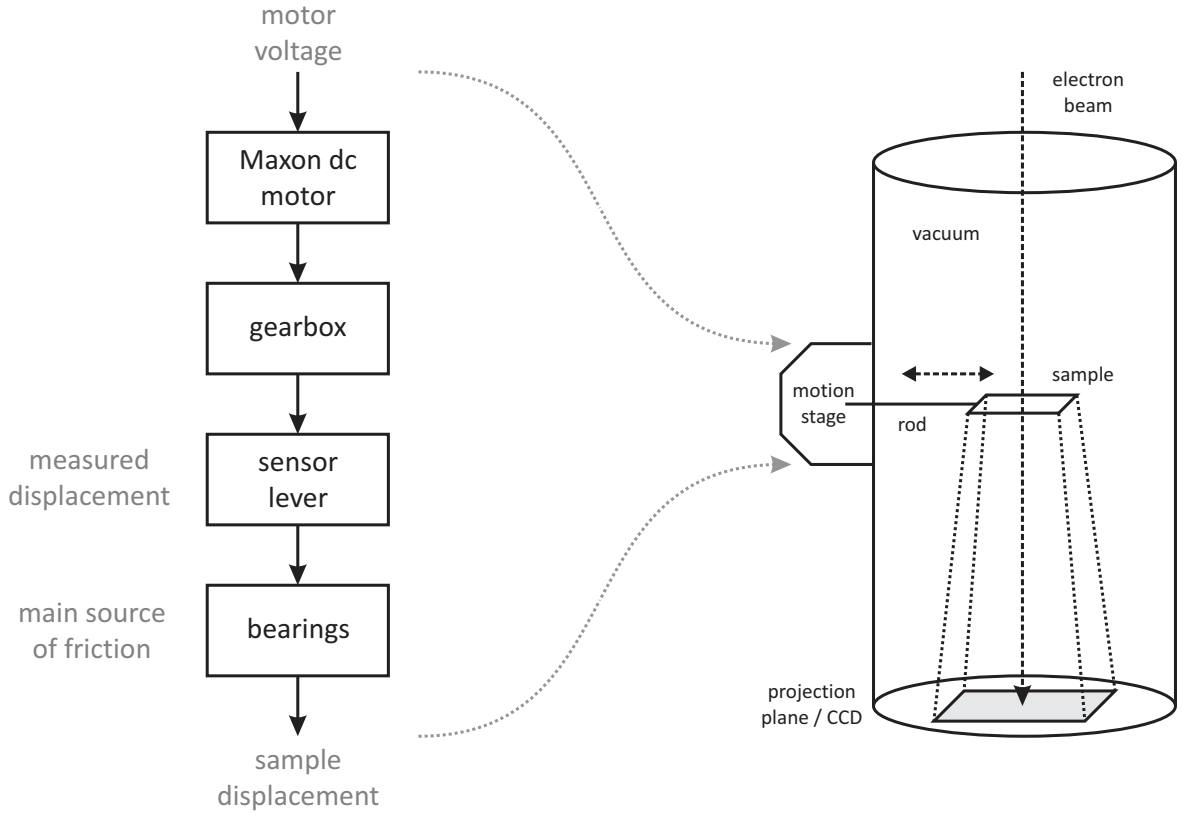 motor
voltage
Maxon dc
motor
gearbox
measured
displacement
sensor
lever
main source
of friction
bearings
sample
displacement
electron
beam
vacuum
motion
stage
rod
sample
projection
plane / CCD